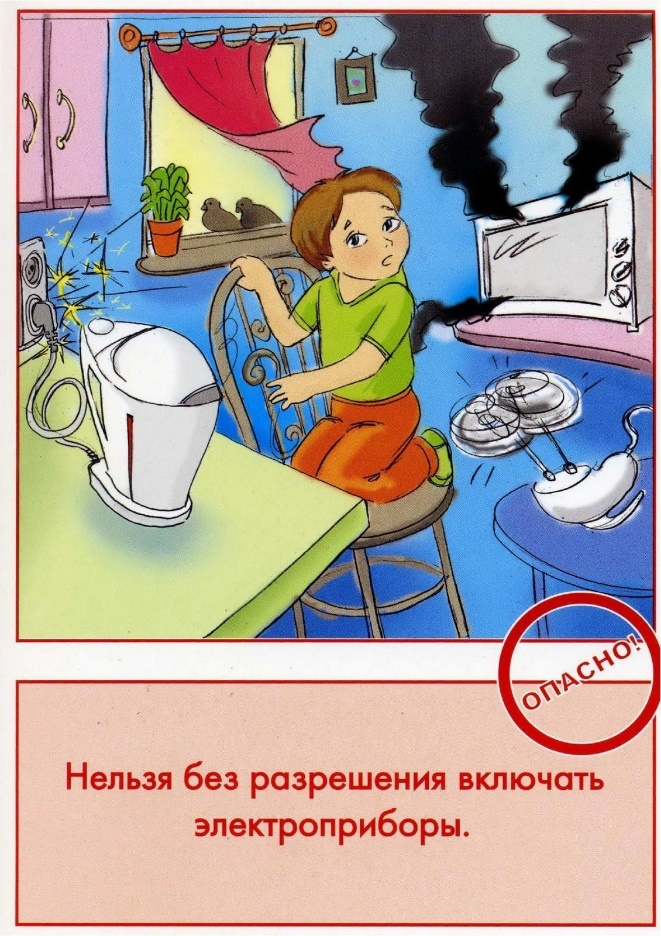 ОПАСНО!
Нельзя без разрешения включать
электроприборы.